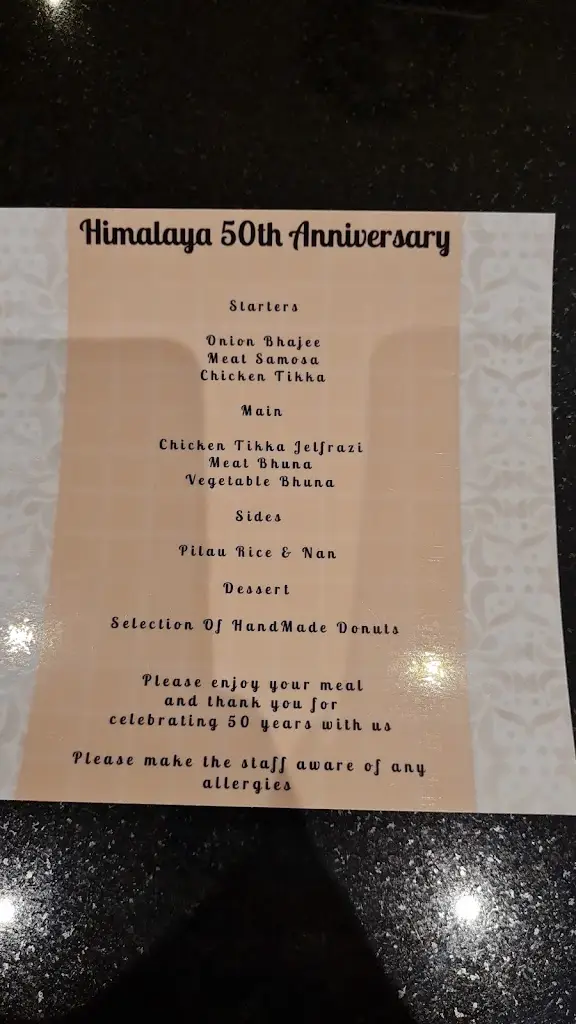 Himalaya 50th Anniversary
Starters
Onion Bhajee
Meat Samosa
Chicken Tikka
Main
Chicken Tikka Jelfrazi
Meat Bhuna
Vegetable Bhuna
Sides
Pilau Rice & Nan
Dessert
Selection Of HandMade Donuts
Please enjoy your meal
and thank you for
celebrating 50 years with us
Please make the staff aware of any
allergies